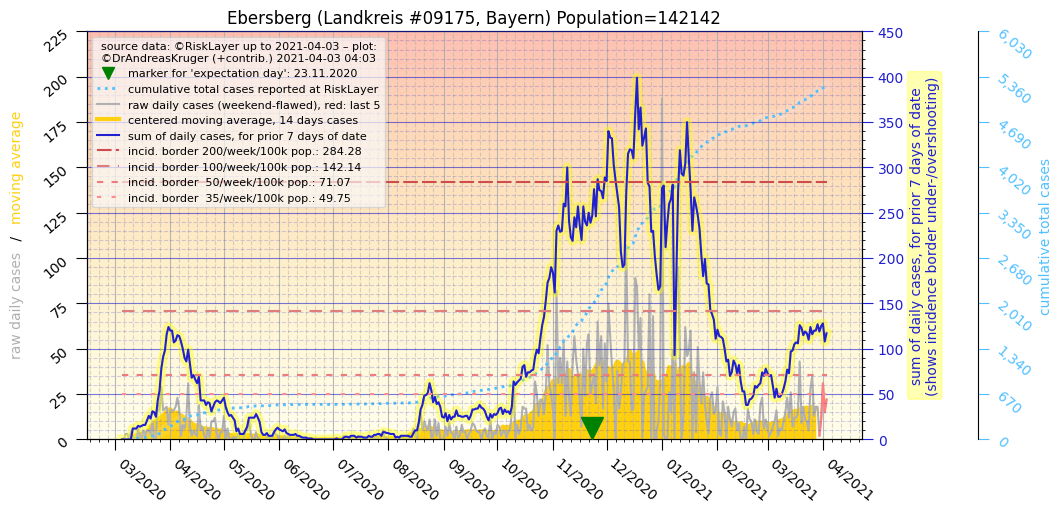 Ebersberg (Landkreis #09175, Bayern) Population=142142
source data: ©RiskLayer up to 2021-04-03 – plot:
©DrAndreasKruger (+contrib.) 2021-04-03 04:03
marker for 'expectation day': 23.11.2020
cumulative total cases reported at RiskLayer
raw daily cases (weekend-flawed), red: last 5
centered moving average, 14 days cases
sum of daily cases, for prior 7 days of date
incid. border 200/week/100k pop.: 284.28
incid. border 100/week/100k pop.: 142.14
incid. border  50/week/100k pop.: 71.07
incid. border  35/week/100k pop.: 49.75
raw daily cases / moving average
225
200
175
150
125
100
75
50
25
0
03/2020
04/2020
05/2020
06/2020
07/2020
08/2020
09/2020
10/2020
11/2020
12/2020
01/2021
02/2021
03/2021
04/2021
450
400
350
300
250
200
150
100
50
0
sum of daily cases, for prior 7 days of date
(shows incidence border under-/overshooting)
6,030
5,360
4,690
4,020
3,350
2,680
2,010
1,340
670
0
cumulative total cases